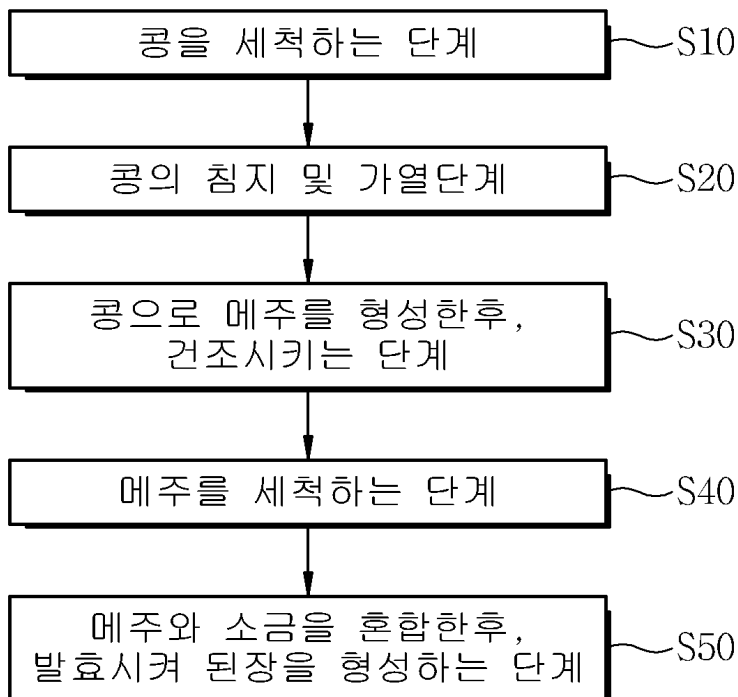 콩을 세척하는 단계
S10
콩의 침지 및 가열단계
S20
콩으로 메주를 형성한후,
건조시키는 단계
S30
메주를 세척하는 단계
S40
메주와 소금을 혼합한후,
발효시켜 된장을 형성하는 단계
S50